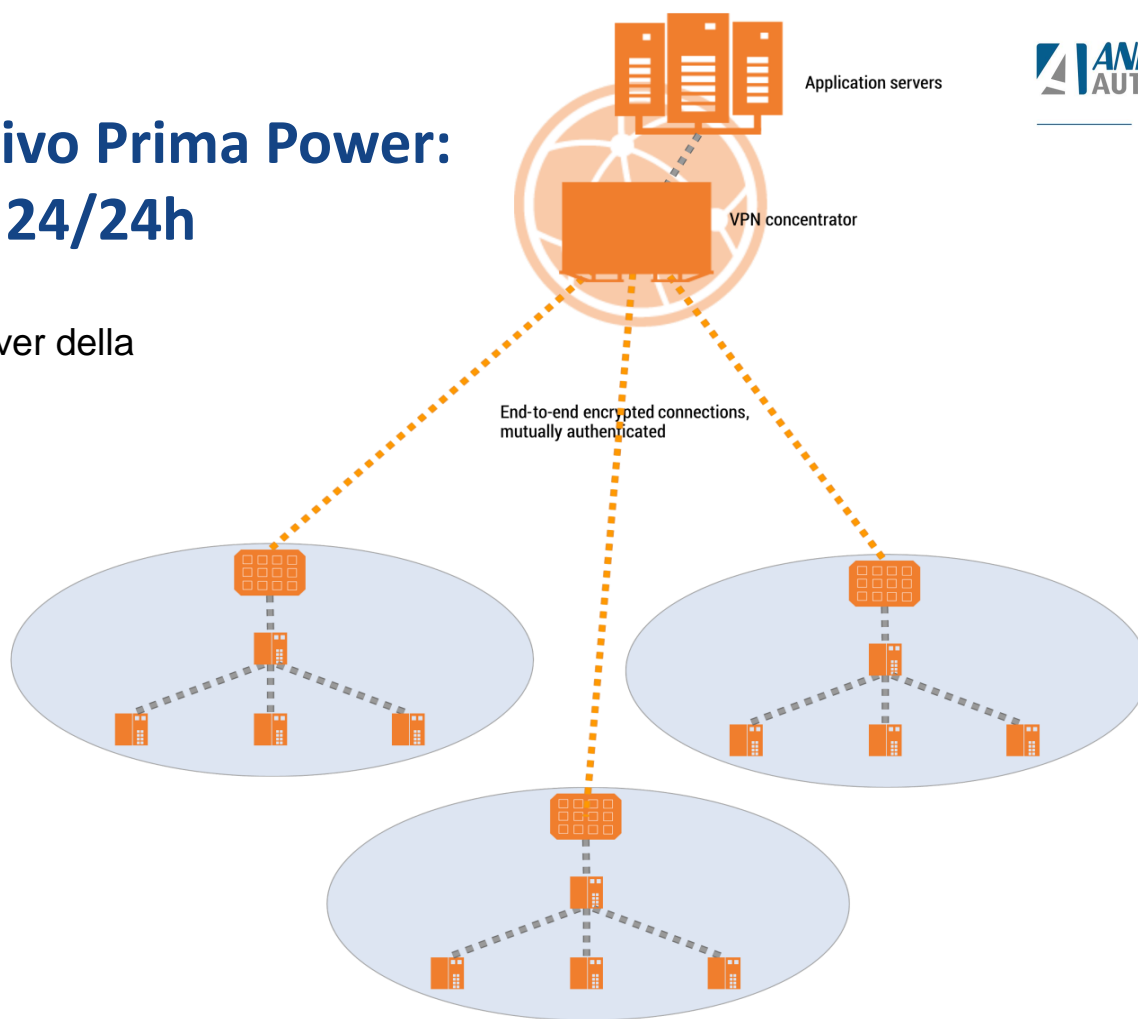 ivo Prima Power:
24/24h
ver della
Application servers
VPN concentrator
End-to-end encrypted connections,
mutually authenticated